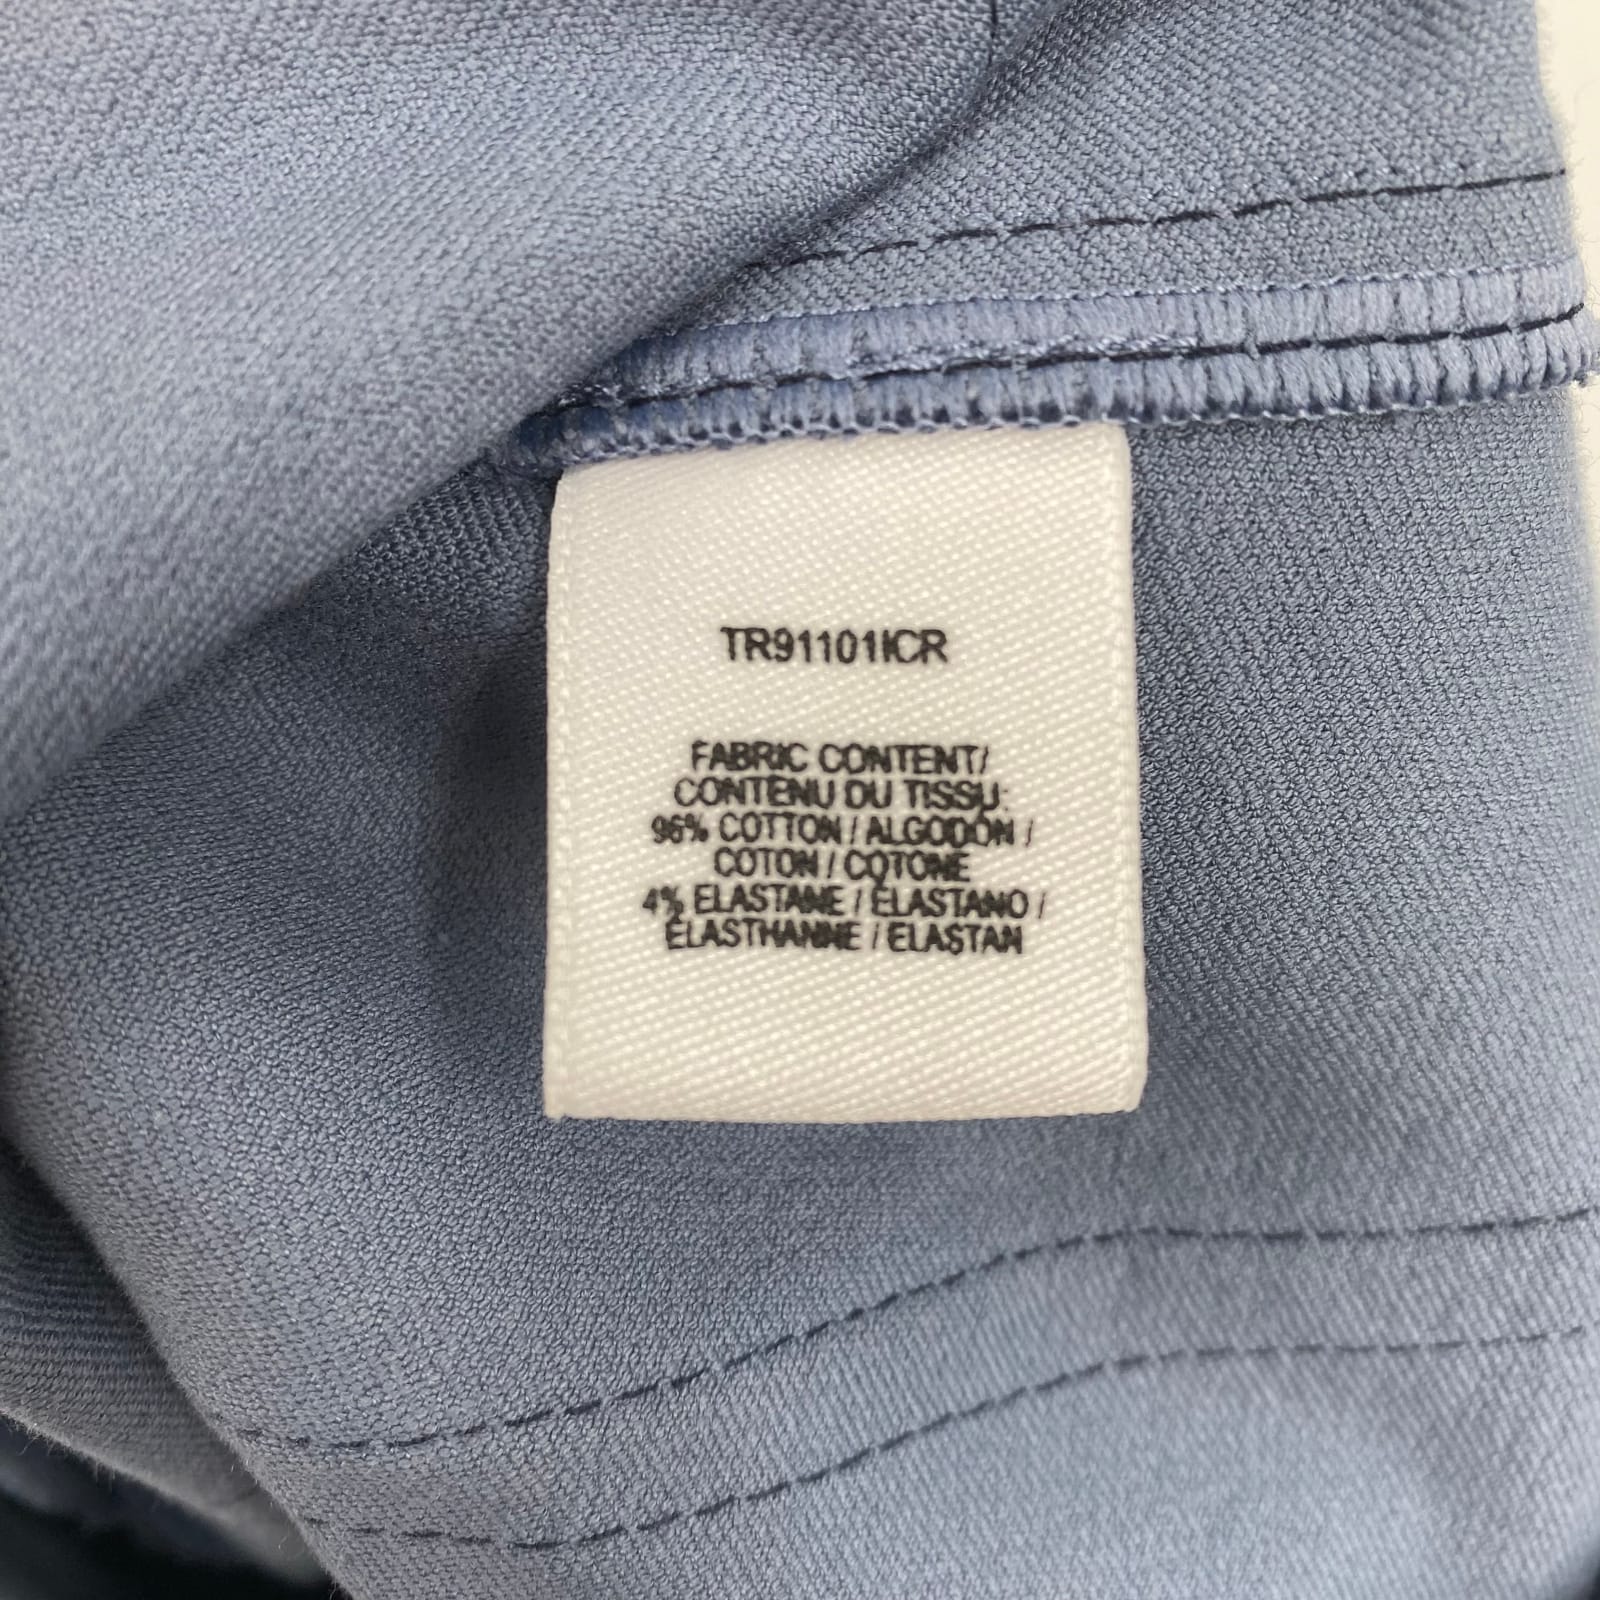 TR91101ICR
FABRIC CONTENT/
CONTENU DU TISSU:
96% COTTON / ALGODÓN /
COTON / COTONE
4% ELASTANE / ELASTANO /
ÉLASTHANNE / ELASTAN